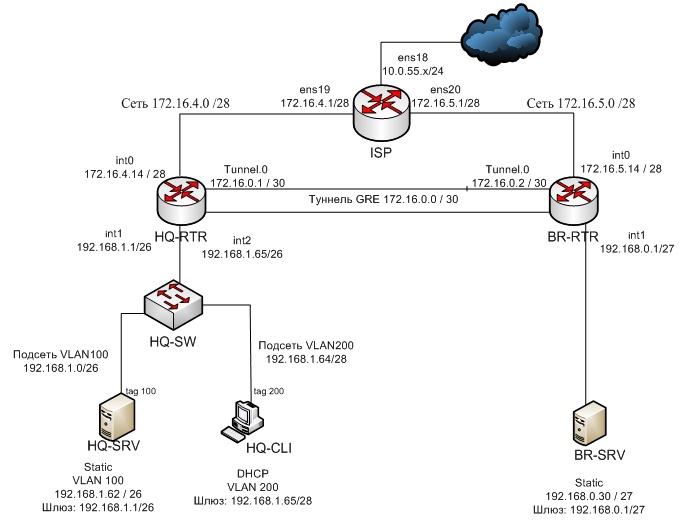 ens18
10.0.55.x/24
ens19
172.16.4.1/28
ens20
172.16.5.1/28
Сеть 172.16.4.0 /28
Сеть 172.16.5.0 /28
ISP
int0
172.16.4.14 / 28
Tunnel.0
172.16.0.1 / 30
Tunnel.0
172.16.0.2 / 30
int0
172.16.5.14 / 28
Туннель GRE 172.16.0.0 / 30
HQ-RTR
BR-RTR
int1
192.168.1.1/26
int2
192.168.1.65/26
int1
192.168.0.1/27
HQ-SW
Подсеть VLAN100
192.168.1.0/26
Подсеть VLAN200
192.168.1.64/28
tag 100
tag 200
HQ-SRV
HQ-CLI
BR-SRV
Static
VLAN 100
192.168.1.62 / 26
Шлюз: 192.168.1.1/26
DHCP
VLAN 200
Шлюз: 192.168.1.65/28
Static
192.168.0.30 / 27
Шлюз: 192.168.0.1/27